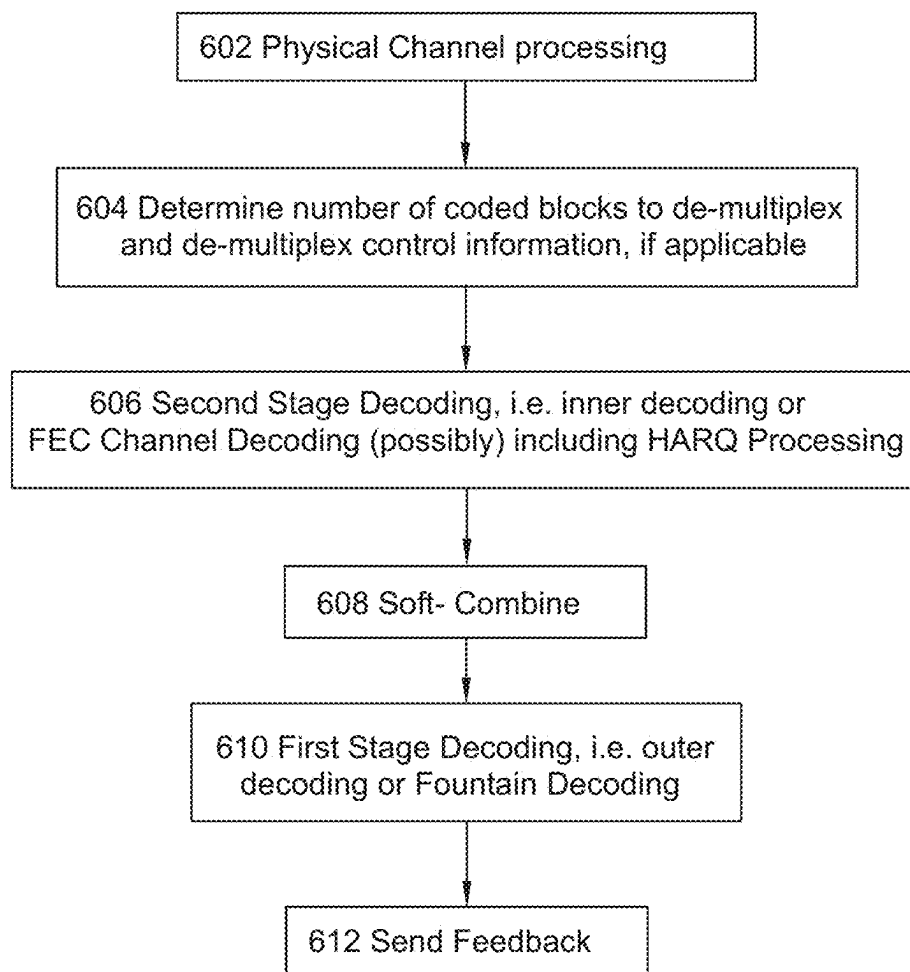 602 Physical Channel processing
604 Determine number of coded blocks to de-multiplex
and de-multiplex control information, if applicable
606 Second Stage Decoding, i.e. inner decoding or
FEC Channel Decoding (possibly) including HARQ Processing
608 Soft- Combine
610 First Stage Decoding, i.e. outer
decoding or Fountain Decoding
612 Send Feedback